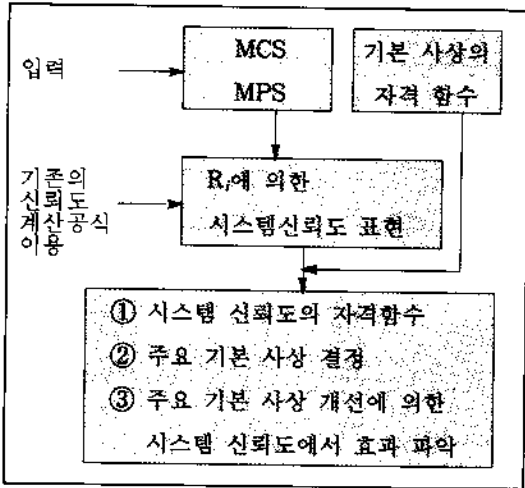 입력
MCS
MPS
기본 사상의
자격 함수
기존의
신뢰도
계산공식
이용
Rᵢ에 의한
시스템신뢰도 표현
① 시스템 신뢰도의 자격함수
② 주요 기본 사상 결정
③ 주요 기본 사상 개선에 의한
시스템 신뢰도에서 효과 파악